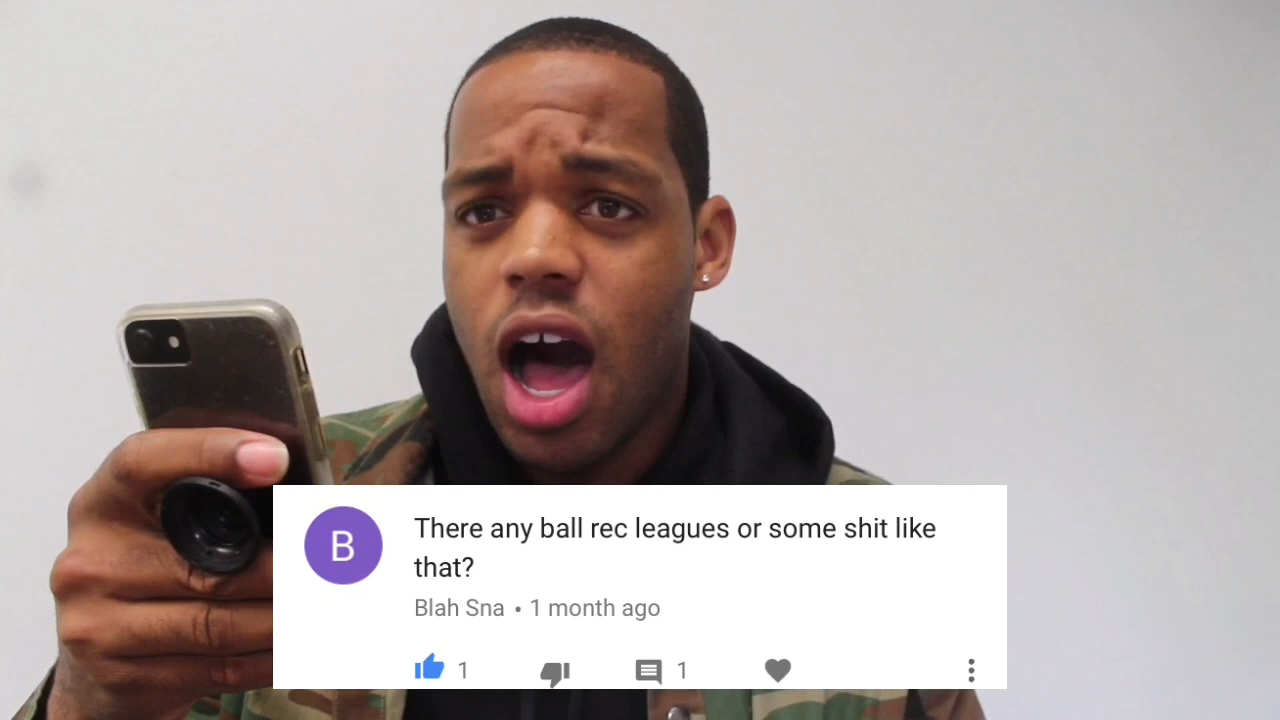 B
There any ball rec leagues or some shit like
that?
Blah Sna • 1 month ago
1 1